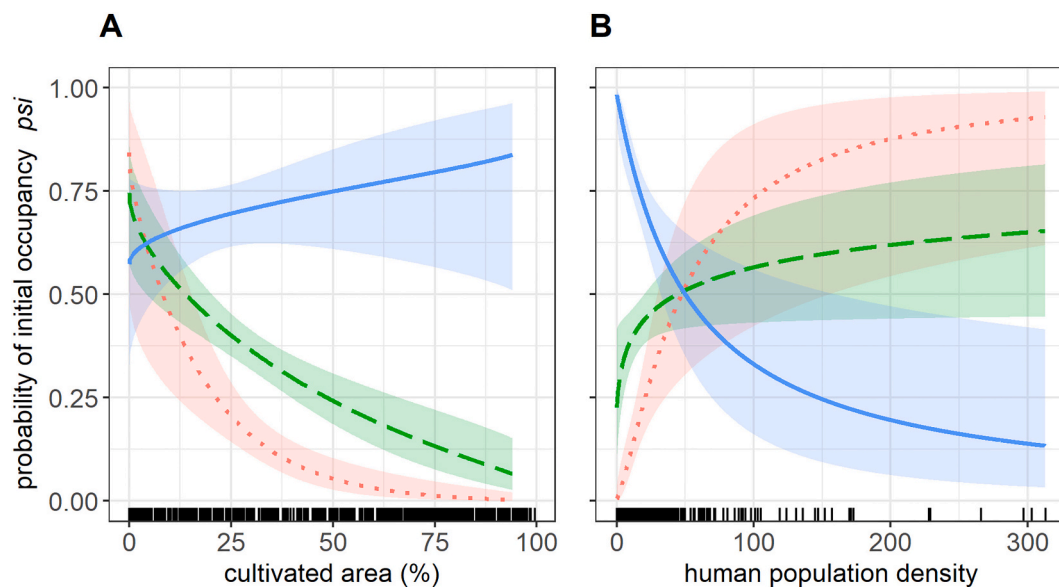 A B
probability of initial occupancy psi
1.00
0.75
0.50
0.25
0.00
0 25 50 75 100
cultivated area (%)
0 100 200 300
human population density